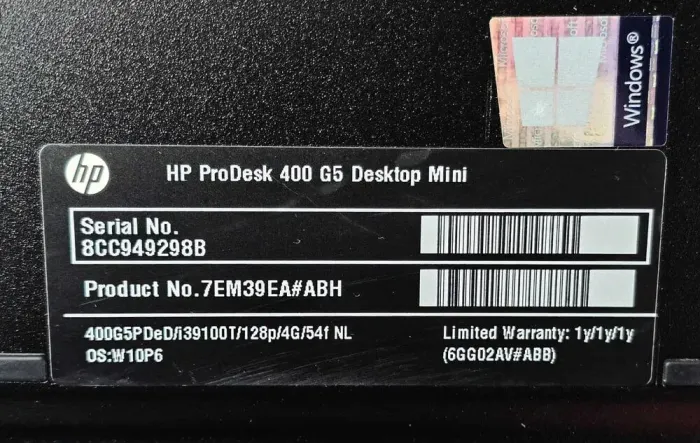 Windows®
hp
HP ProDesk 400 G5 Desktop Mini
Serial No.
8CC949298B
Product No.7EM39EA#ABH
400G5PDeD/i39100T/128p/4G/54f NL
OS:W10P6
Limited Warranty: 1y/1y/1y
(6GG02AV#ABB)